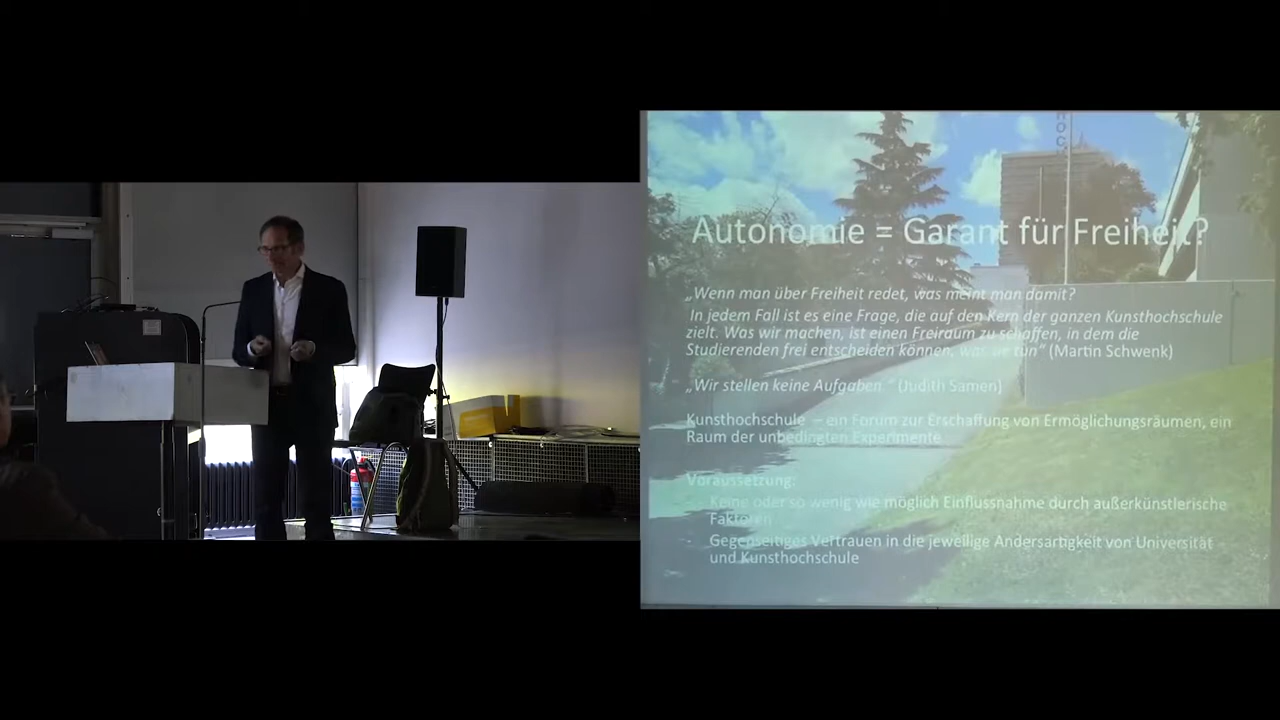 HOCK
Autonomie = Garant für Freiheit?
„Wenn man über Freiheit redet, was meint man damit?
In jedem Fall ist es eine Frage, die auf den Kern der ganzen Kunsthochschule
zielt. Was wir machen, ist einen Freiraum zu schaffen, in dem die
Studierenden frei entscheiden können, was sie tun“ (Martin Schwenk)
„Wir stellen keine Aufgaben.“ (Judith Samen)
Kunsthochschule – ein Forum zur Erschaffung von Ermöglichungsräumen, ein
Raum der unbedingten Experimente
Voraussetzung:
Keine oder so wenig wie möglich Einflussnahme durch außerkünstlerische
Faktoren
Gegenseitiges Vertrauen in die jeweilige Andersartigkeit von Universität
und Kunsthochschule